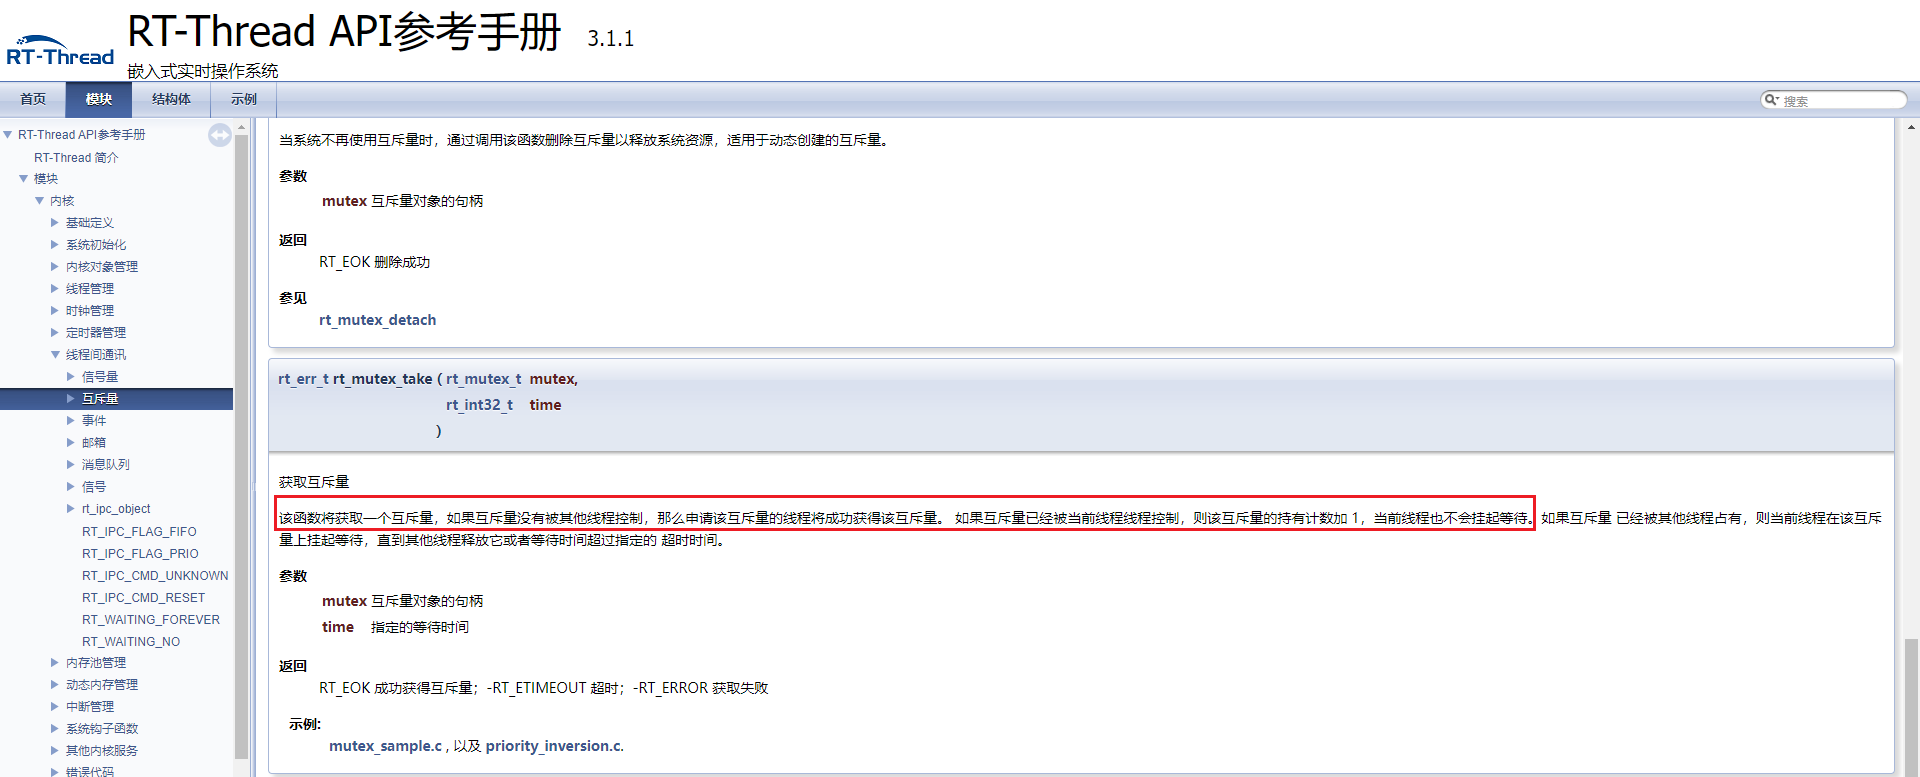 RT-Thread
RT-Thread API参考手册 3.1.1
嵌入式实时操作系统
首页 模块 结构体 示例 搜索
RT-Thread API参考手册
RT-Thread 简介
模块
内核
基础定义
系统初始化
内核对象管理
线程管理
时钟管理
定时器管理
线程间通讯
信号量
互斥量
事件
邮箱
消息队列
信号
rt_ipc_object
RT_IPC_FLAG_FIFO
RT_IPC_FLAG_PRIO
RT_IPC_CMD_UNKNOWN
RT_IPC_CMD_RESET
RT_WAITING_FOREVER
RT_WAITING_NO
内存池管理
动态内存管理
中断管理
系统钩子函数
其他内核服务
错误代码
当系统不再使用互斥量时，通过调用该函数删除互斥量以释放系统资源，适用于动态创建的互斥量。
参数
mutex 互斥量对象的句柄
返回
RT_EOK 删除成功
参见
rt_mutex_detach
rt_err_t rt_mutex_take ( rt_mutex_t mutex,
rt_int32_t time
)
获取互斥量
该函数将获取一个互斥量，如果互斥量没有被其他线程控制，那么申请该互斥量的线程将成功获得该互斥量。 如果互斥量已经被当前线程线程控制，则该互斥量的持有计数加 1，当前线程也不会挂起等待。如果互斥量 已经被其他线程占有，则当前线程在该互斥
量上挂起等待，直到其他线程释放它或者等待时间超过指定的 超时时间。
参数
mutex 互斥量对象的句柄
time 指定的等待时间
返回
RT_EOK 成功获得互斥量；-RT_ETIMEOUT 超时；-RT_ERROR 获取失败
示例:
mutex_sample.c , 以及 priority_inversion.c.